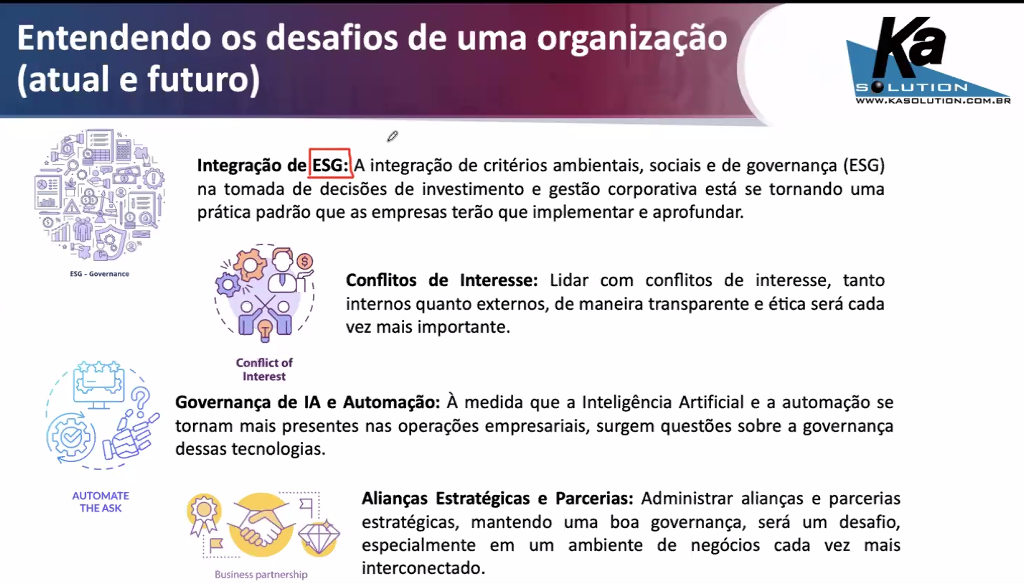 Entendendo os desafios de uma organização
(atual e futuro)
Ka
SOLUTION
WWW.KASOLUTION.COM.BR
Integração de ESG: A integração de critérios ambientais, sociais e de governança (ESG)
na tomada de decisões de investimento e gestão corporativa está se tornando uma
prática padrão que as empresas terão que implementar e aprofundar.
ESG - Governance
Conflitos de Interesse: Lidar com conflitos de interesse, tanto
internos quanto externos, de maneira transparente e ética será cada
vez mais importante.
Conflict of
Interest
Governança de IA e Automação: À medida que a Inteligência Artificial e a automação se
tornam mais presentes nas operações empresariais, surgem questões sobre a governança
dessas tecnologias.
AUTOMATE
THE ASK
Alianças Estratégicas e Parcerias: Administrar alianças e parcerias
estratégicas, mantendo uma boa governança, será um desafio,
especialmente em um ambiente de negócios cada vez mais
interconectado.
Business partnership